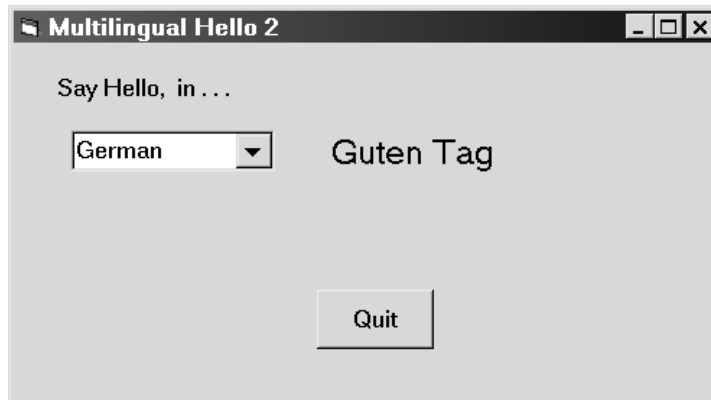 Multilingual Hello 2
Say Hello, in . . .
German
Guten Tag
Quit